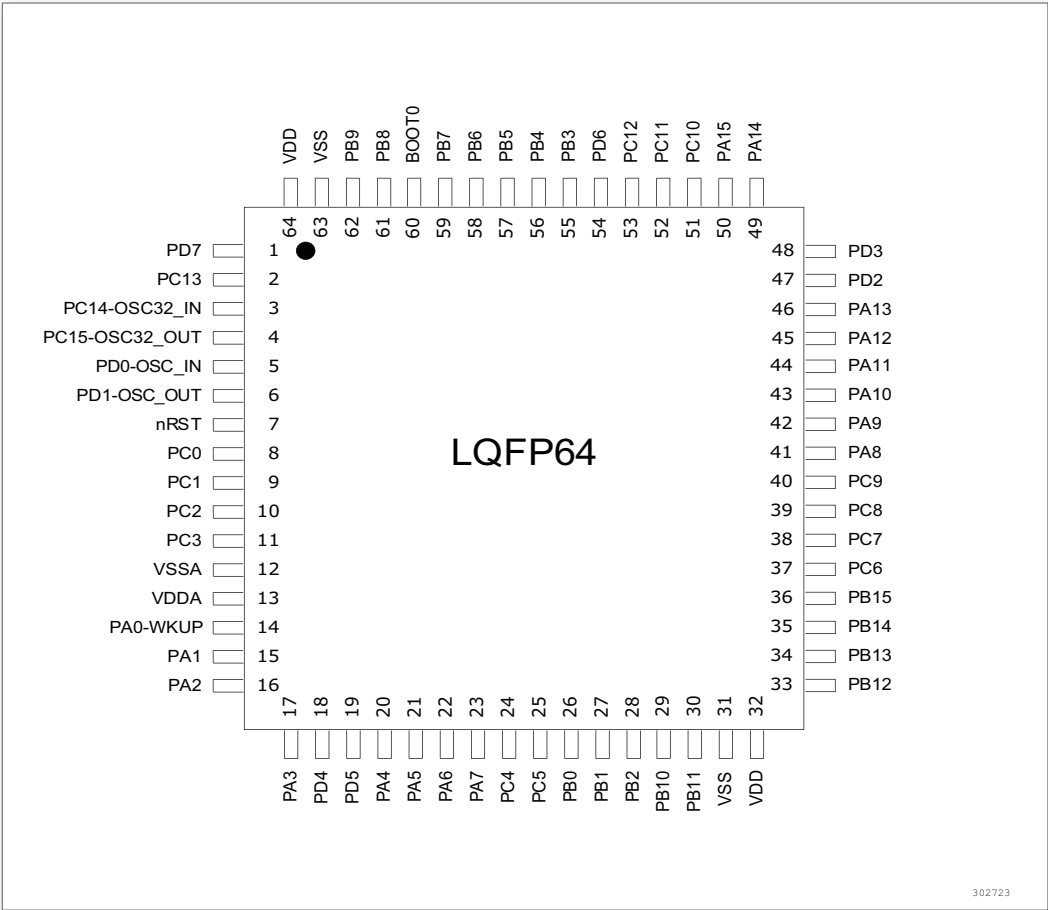 VDD
VSS
PB9
PB8
BOOT0
PB7
PB6
PB5
PB4
PB3
PD6
PC12
PC11
PC10
PA15
PA14
64
63
62
61
60
59
58
57
56
55
54
53
52
51
50
49
PD7 1
PC13 2
PC14-OSC32_IN 3
PC15-OSC32_OUT 4
PD0-OSC_IN 5
PD1-OSC_OUT 6
nRST 7
PC0 8
PC1 9
PC2 10
PC3 11
VSSA 12
VDDA 13
PA0-WKUP 14
PA1 15
PA2 16
LQFP64
48 PD3
47 PD2
46 PA13
45 PA12
44 PA11
43 PA10
42 PA9
41 PA8
40 PC9
39 PC8
38 PC7
37 PC6
36 PB15
35 PB14
34 PB13
33 PB12
17
18
19
20
21
22
23
24
25
26
27
28
29
30
31
32
PA3
PD4
PD5
PA4
PA5
PA6
PA7
PC4
PC5
PB0
PB1
PB2
PB10
PB11
VSS
VDD
302723